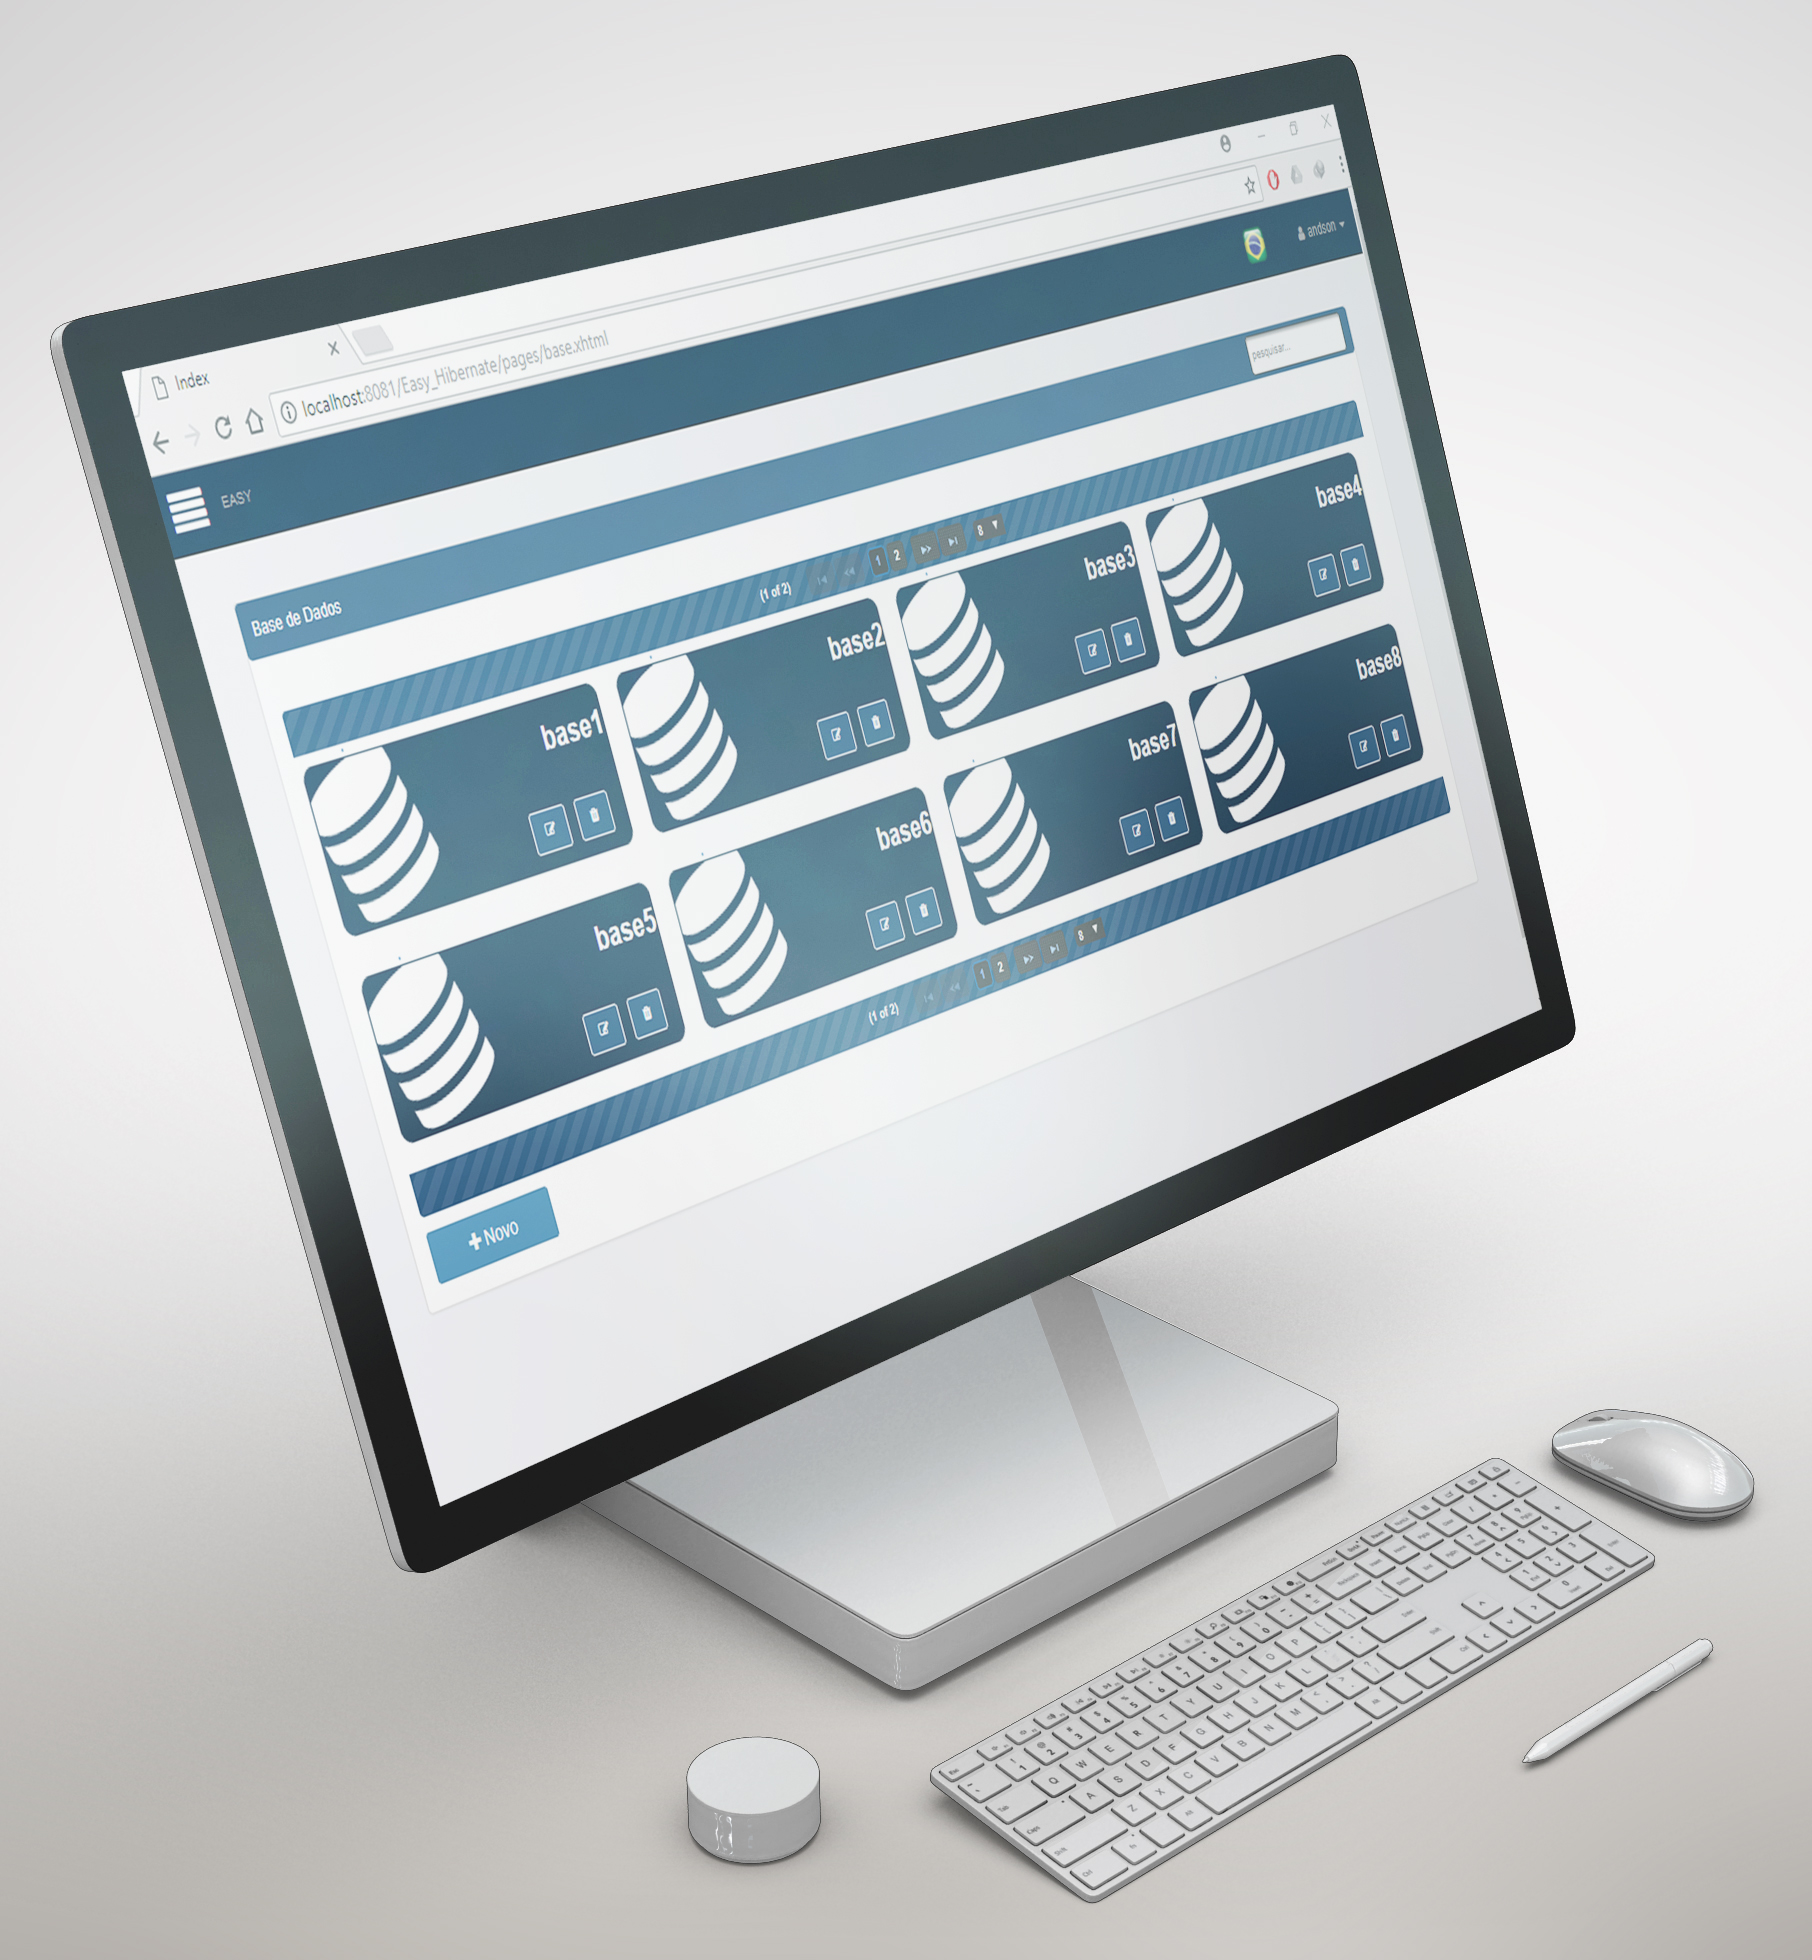 Index
localhost:8081/Easy_Hibernate/pages/base.xhtml
EASY
andson
Base de Dados
pesquisar...
(1 of 2) 1 2 8
base1
base2
base3
base4
base5
base6
base7
base8
(1 of 2) 1 2 8
Novo